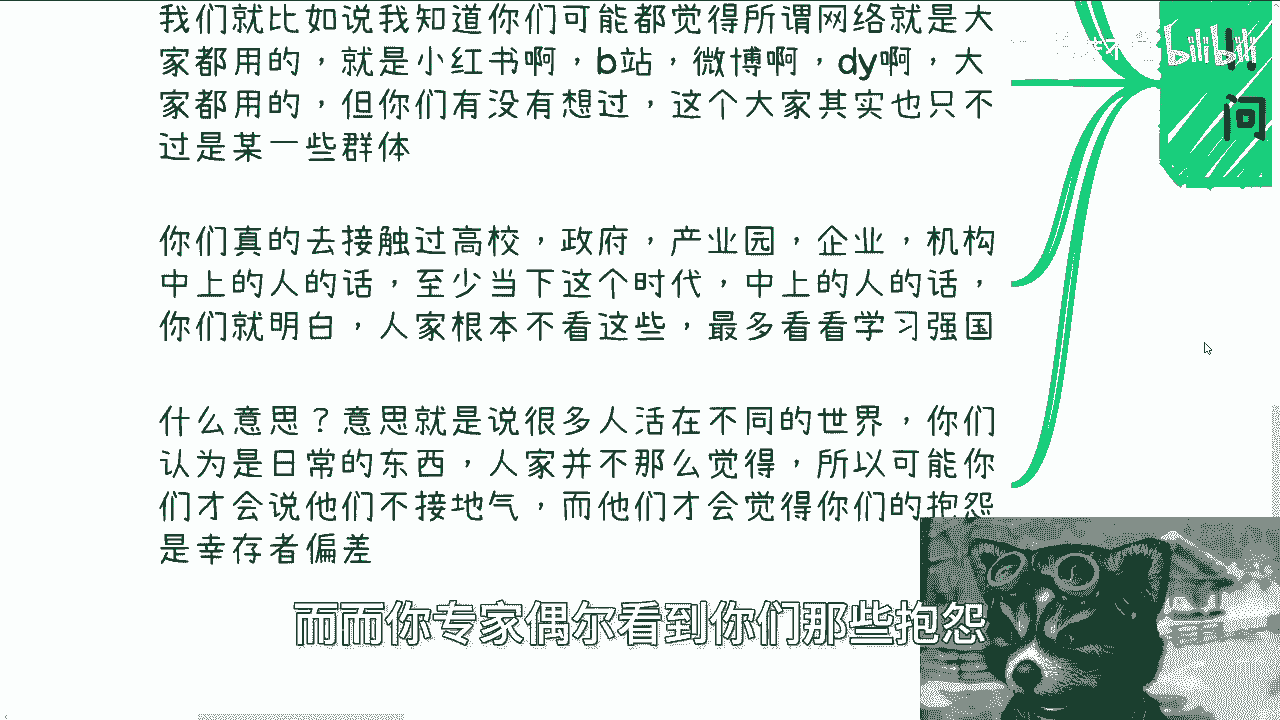 我们就比如说我知道你们可能都觉得所谓网络就是大
家都用的，就是小红书啊，b站，微博啊，dy啊，大
家都用的，但你们有没有想过，这个大家其实也只不
过是某一些群体
bilibili
问
你们真的去接触过高校，政府，产业园，企业，机构
中上的人的话，至少当下这个时代，中上的人的话，
你们就明白，人家根本不看这些，最多看看学习强国
什么意思？意思就是说很多人活在不同的世界，你们
认为是日常的东西，人家并不那么觉得，所以可能你
们才会说他们不接地气，而他们才会觉得你们的抱怨
是幸存者偏差
而而你专家偶尔看到你们那些抱怨